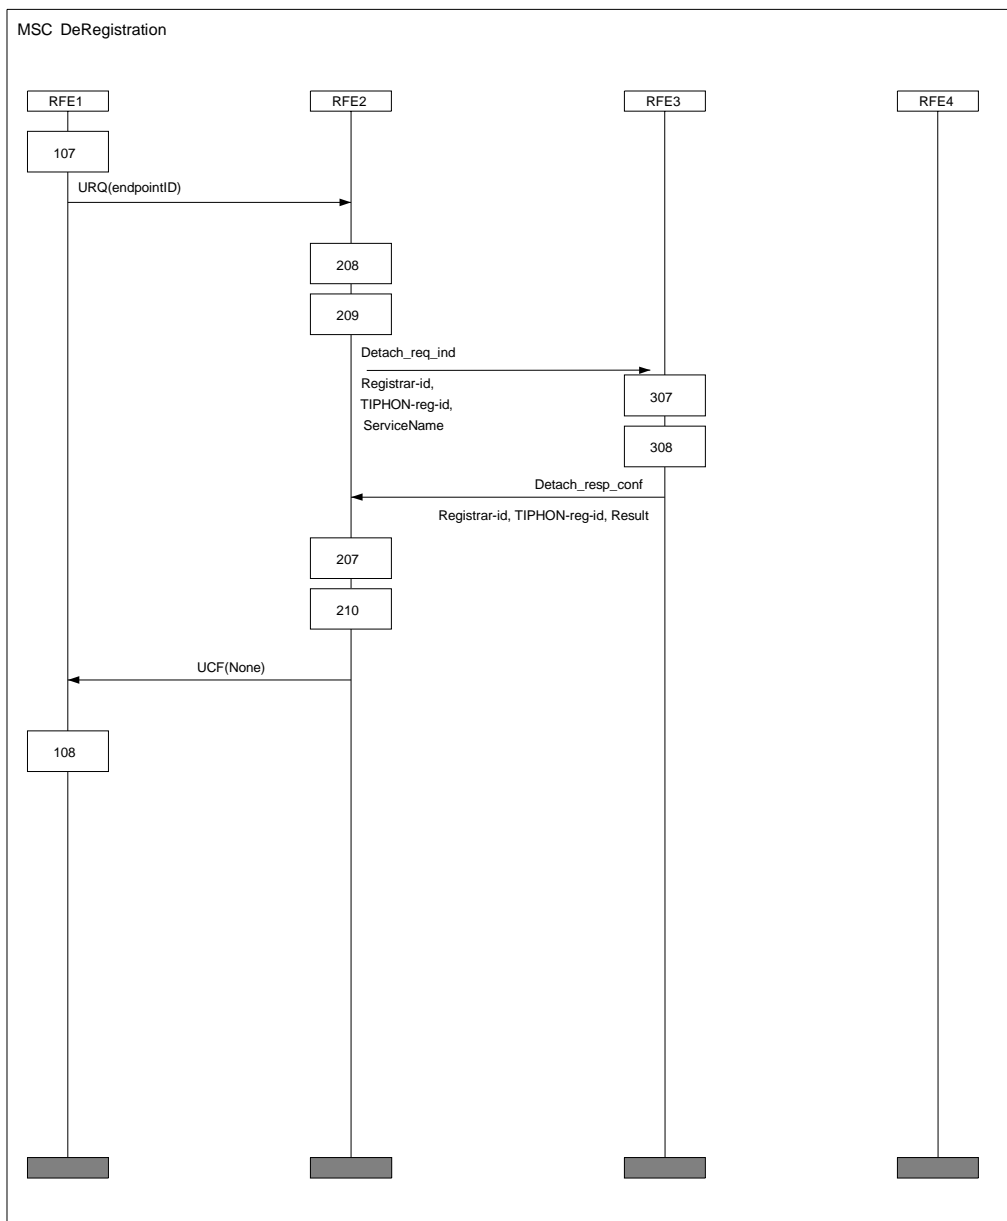 MSC DeRegistration
RFE1 RFE2 RFE3 RFE4
107
URQ(endpointID)
208
209
Detach_req_ind
Registrar-id,
TIPHON-reg-id,
ServiceName
307
308
Detach_resp_conf
Registrar-id, TIPHON-reg-id, Result
207
210
UCF(None)
108